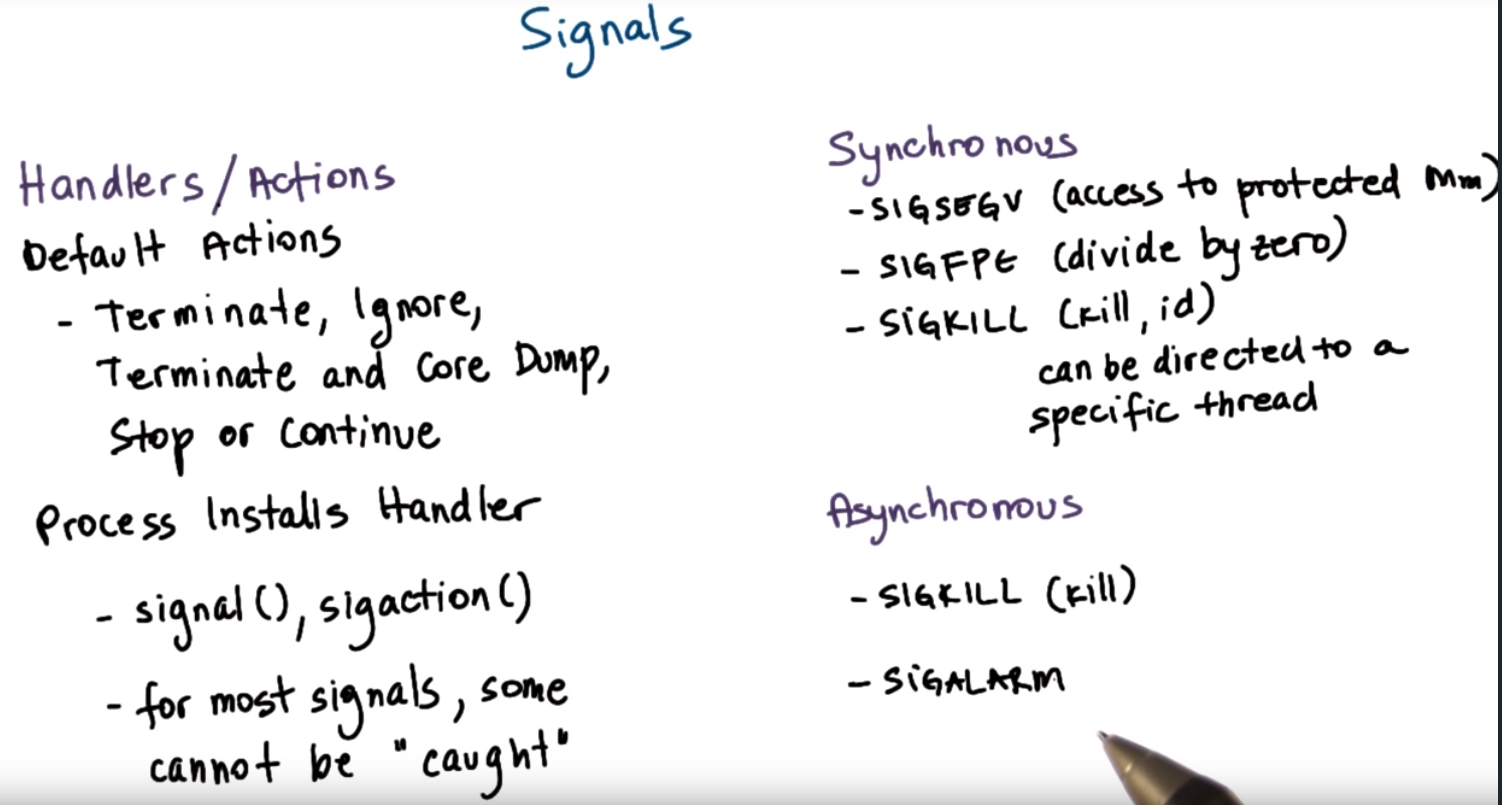 Signals
Handlers/Actions
Default Actions
- Terminate, Ignore,
Terminate and Core Dump,
Stop or Continue
Process Installs Handler
- signal(), sigaction()
- for most signals, some
cannot be "caught"
Synchronous
- SIGSEGV (access to protected Mm)
- SIGFPE (divide by zero)
- SIGKILL (kill, id)
can be directed to a
specific thread
Asynchronous
- SIGKILL (kill)
- SIGALARM